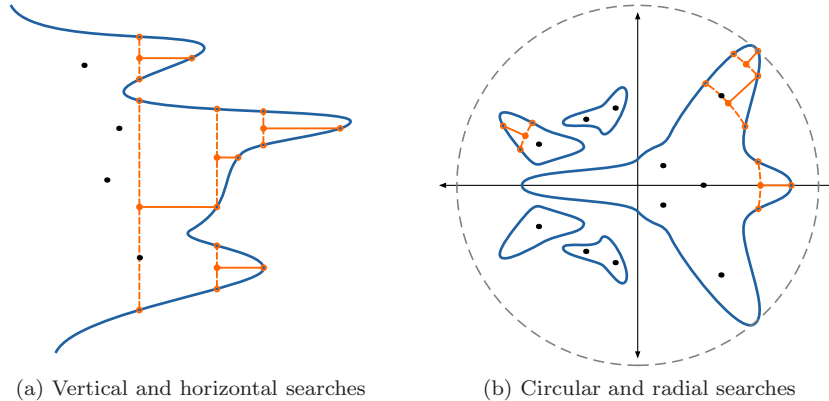 (a) Vertical and horizontal searches
(b) Circular and radial searches